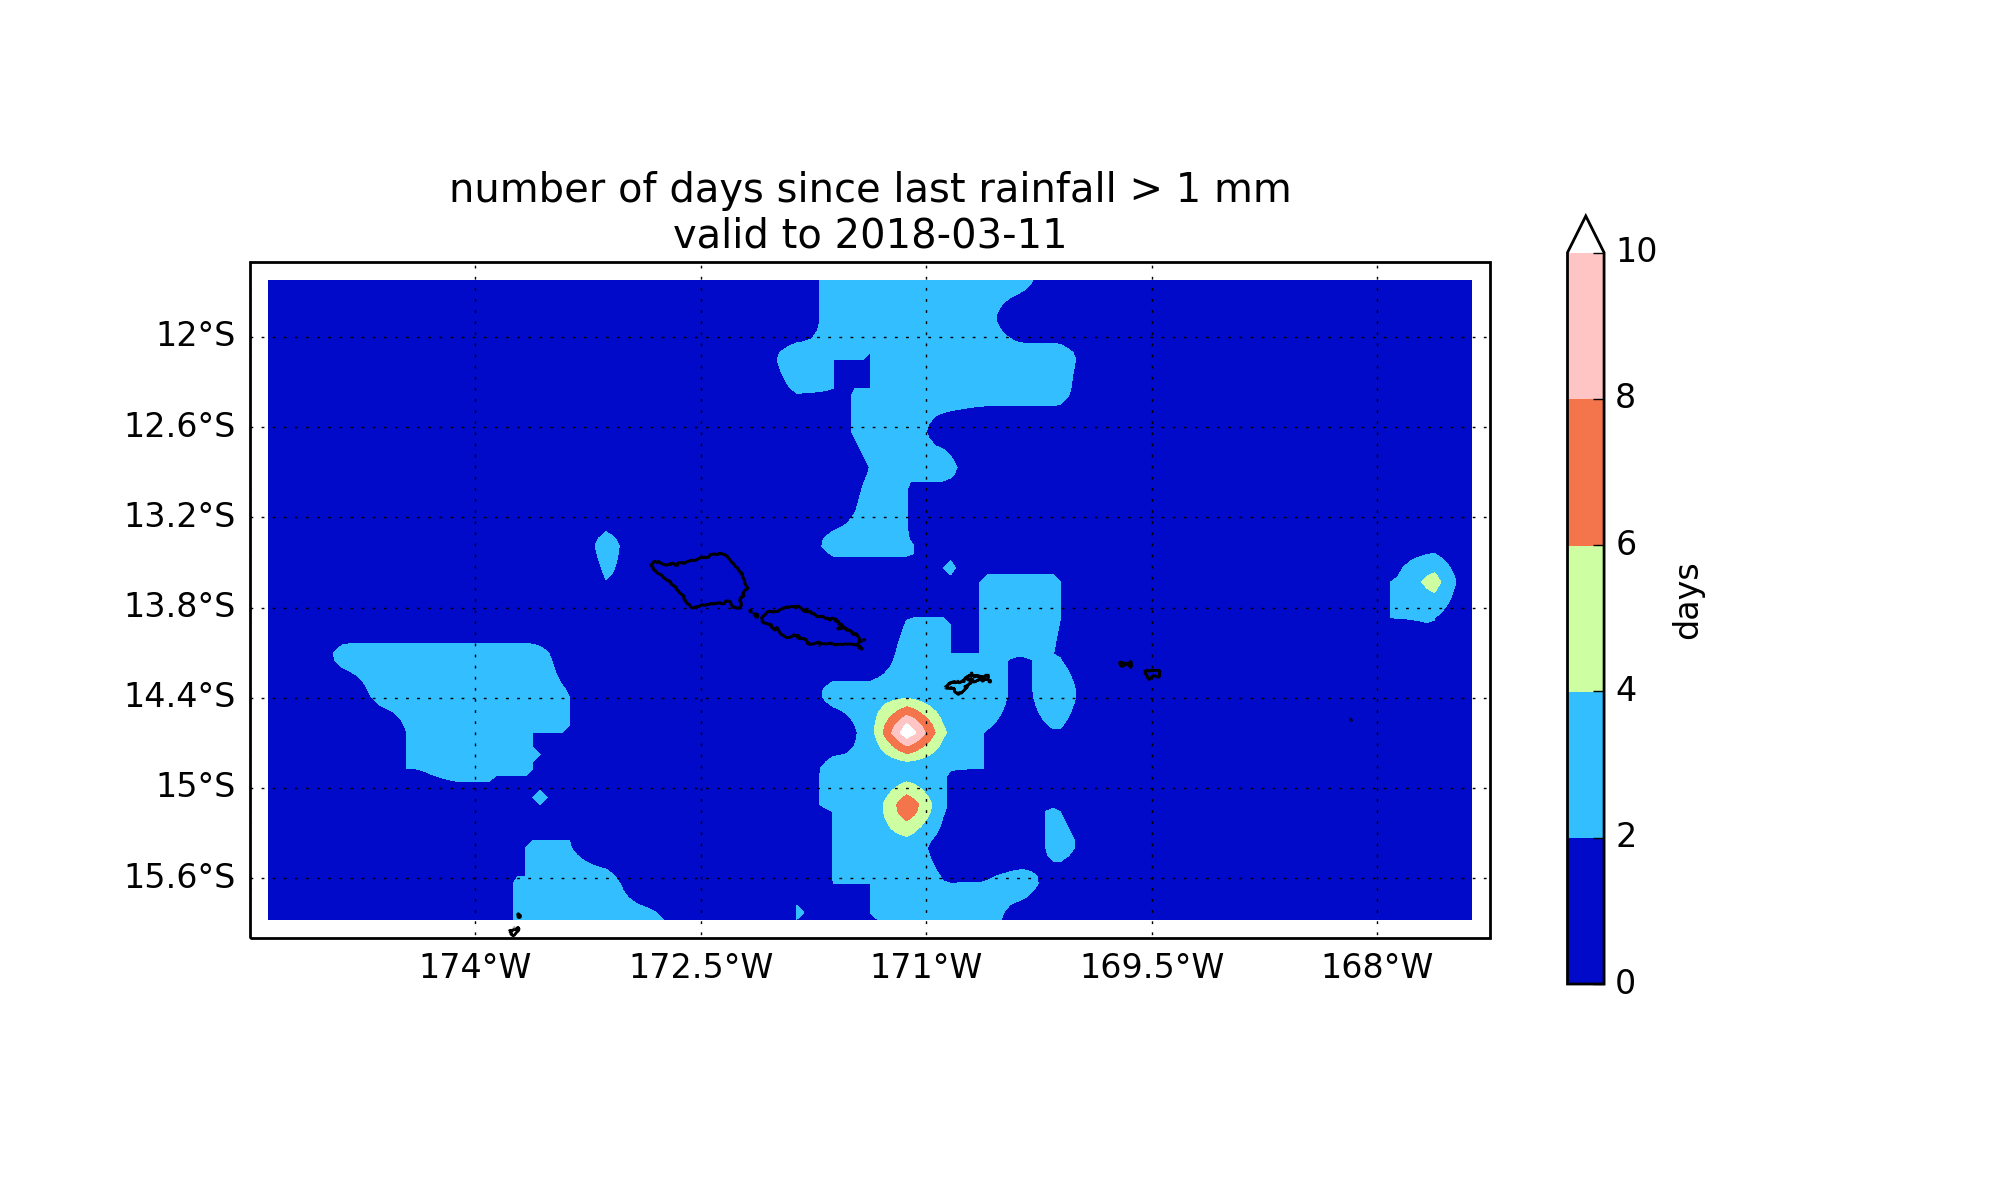 number of days since last rainfall > 1 mm
valid to 2018-03-11
12°S
12.6°S
13.2°S
13.8°S
14.4°S
15°S
15.6°S
174°W
172.5°W
171°W
169.5°W
168°W
10
8
6
4
2
0
days